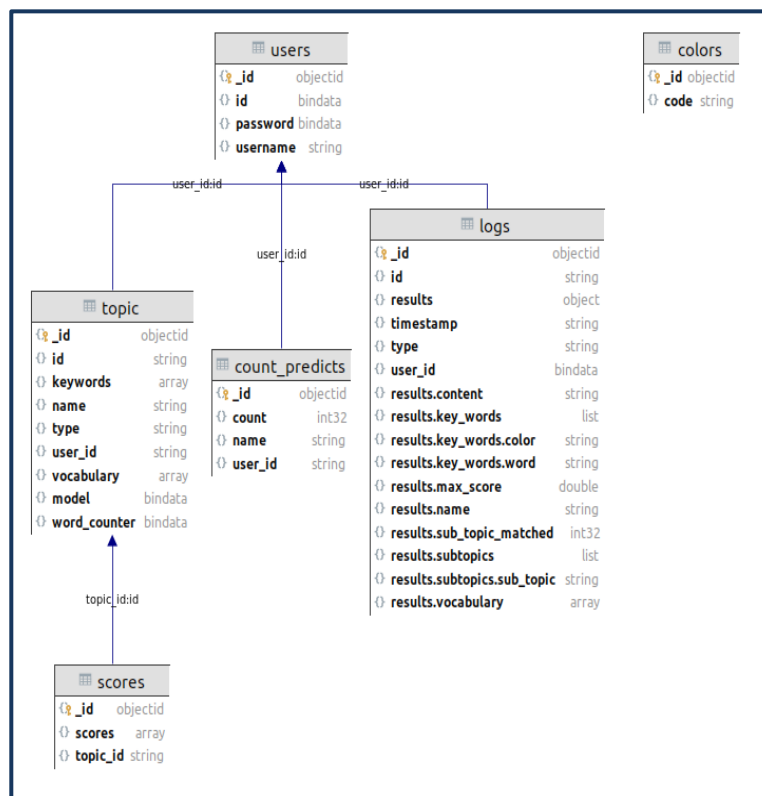 users
_id objectid
id bindata
password bindata
username string
colors
_id objectid
code string
user_id:id
user_id:id
user_id:id
logs
_id objectid
id string
results object
timestamp string
type string
user_id bindata
results.content string
results.key_words list
results.key_words.color string
results.key_words.word string
results.max_score double
results.name string
results.sub_topic_matched int32
results.subtopics list
results.subtopics.sub_topic string
results.vocabulary array
topic
_id objectid
id string
keywords array
name string
type string
user_id string
vocabulary array
model bindata
word_counter bindata
count_predicts
_id objectid
count int32
name string
user_id string
topic_id:id
scores
_id objectid
scores array
topic_id string